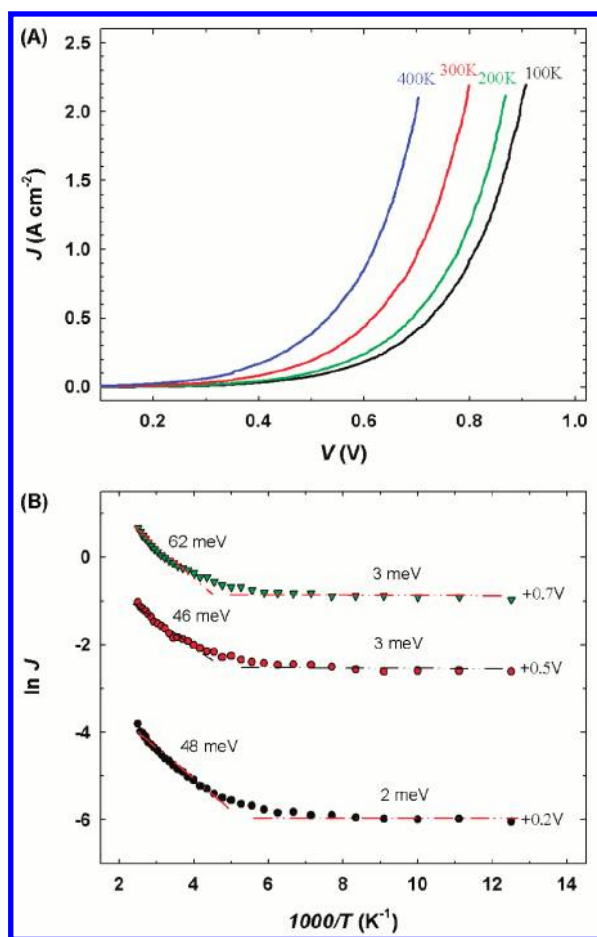 (A)
2.5
2.0
1.5
1.0
0.5
0.0
J (A cm-2)
400K
300K
200K
100K
0.2 0.4 0.6 0.8 1.0
V (V)
(B)
0
-2
-4
-6
ln J
62 meV
3 meV
+0.7V
46 meV
3 meV
+0.5V
48 meV
2 meV
+0.2V
2 4 6 8 10 12 14
1000/T (K-1)